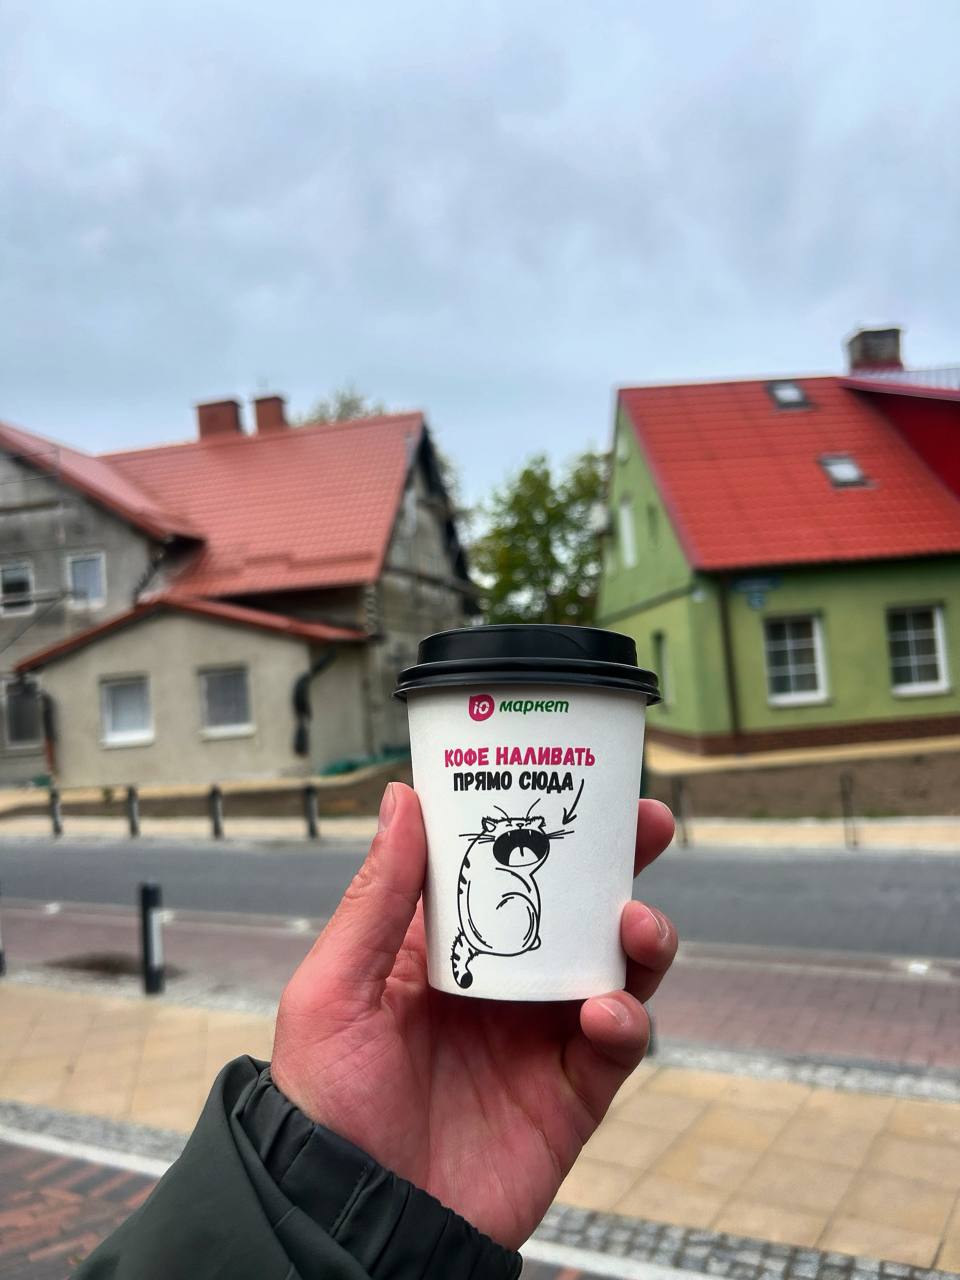 ю маркет
КОФЕ НАЛИВАТЬ
ПРЯМО СЮДА